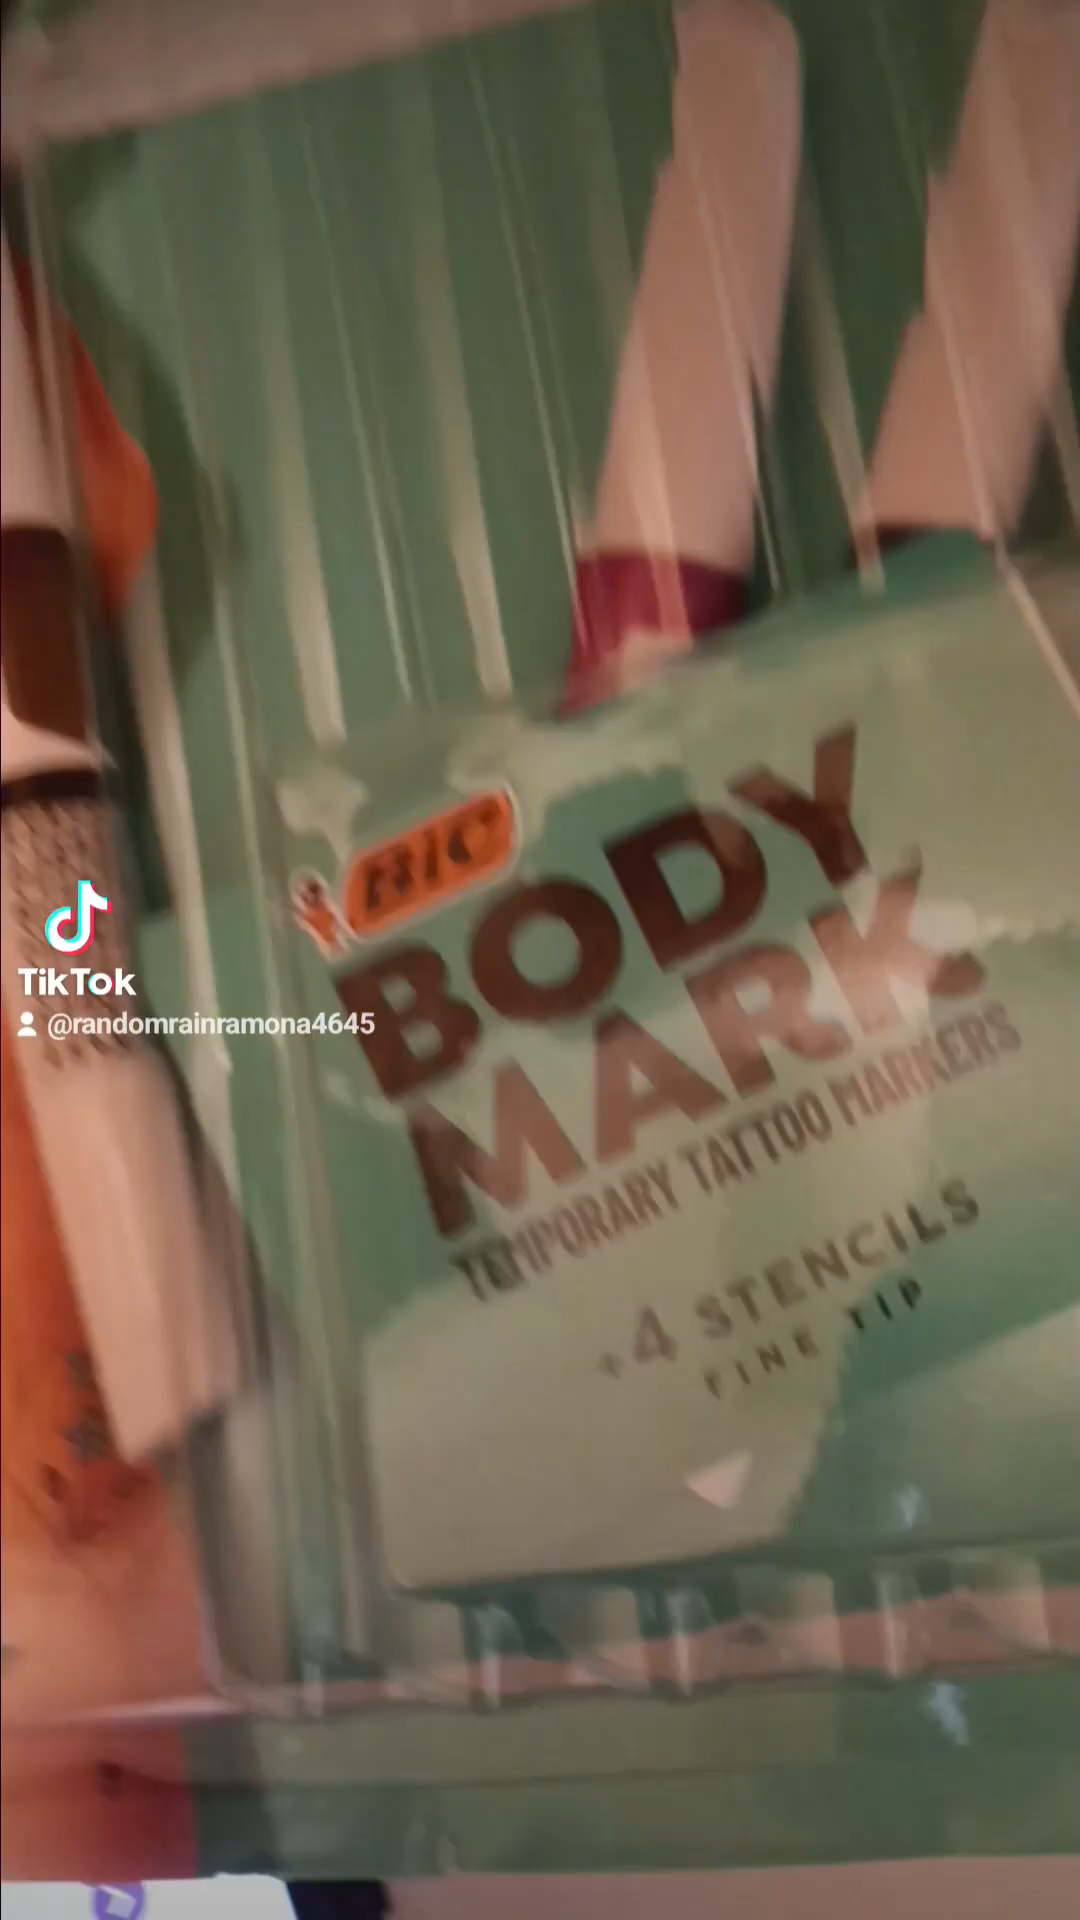 BIC
BODY
MARK.
TEMPORARY TATTOO MARKERS
+4 STENCILS
FINE TIP
TikTok
@randomrainramona4645